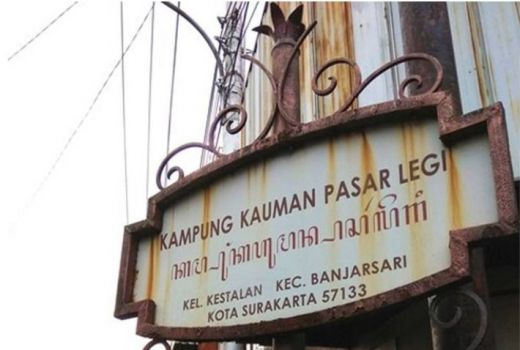 KAMPUNG KAUMAN PASAR LEGI
KEL. KESTALAN KEC. BANJARSARI
KOTA SURAKARTA 57133